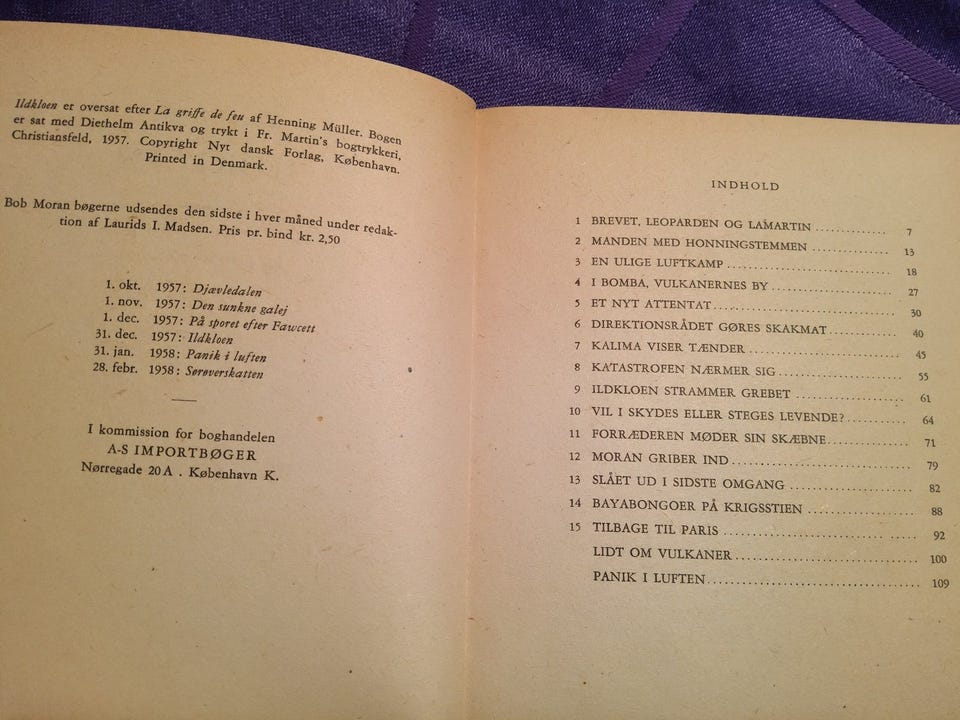 Ildkloen er oversat efter La griffe de feu af Henning Müller. Bogen
er sat med Diethelm Antikva og trykt i Fr. Martin's bogtrykkeri,
Christiansfeld, 1957. Copyright Nyt dansk Forlag, København.
Printed in Denmark.
Bob Moran bøgerne udsendes den sidste i hver måned under redak-
tion af Laurids I. Madsen. Pris pr. bind kr. 2,50
1. okt. 1957: Djævledalen
1. nov. 1957: Den sunkne galej
1. dec. 1957: På sporet efter Fawcett
31. dec. 1957: Ildkloen
31. jan. 1958: Panik i luften
28. febr. 1958: Sørøverskatten
I kommission for boghandelen
A-S IMPORTBØGER
Nørregade 20 A . København K.
INDHOLD
1 BREVET, LEOPARDEN OG LAMARTIN ............... 7
2 MANDEN MED HONNINGSTEMMEN ............... 13
3 EN ULIGE LUFTKAMP ............... 18
4 I BOMBA, VULKANERNES BY ............... 27
5 ET NYT ATTENTAT ............... 30
6 DIREKTIONSRÅDET GØRES SKAKMAT ............... 40
7 KALIMA VISER TÆNDER ............... 45
8 KATASTROFEN NÆRMER SIG ............... 55
9 ILDKLOEN STRAMMER GREBET ............... 61
10 VIL I SKYDES ELLER STEGES LEVENDE? ............... 64
11 FORRÆDEREN MØDER SIN SKÆBNE ............... 71
12 MORAN GRIBER IND ............... 79
13 SLÅET UD I SIDSTE OMGANG ............... 82
14 BAYABONGOER PÅ KRIGSSTIEN ............... 88
15 TILBAGE TIL PARIS ............... 92
LIDT OM VULKANER ............... 100
PANIK I LUFTEN ............... 109